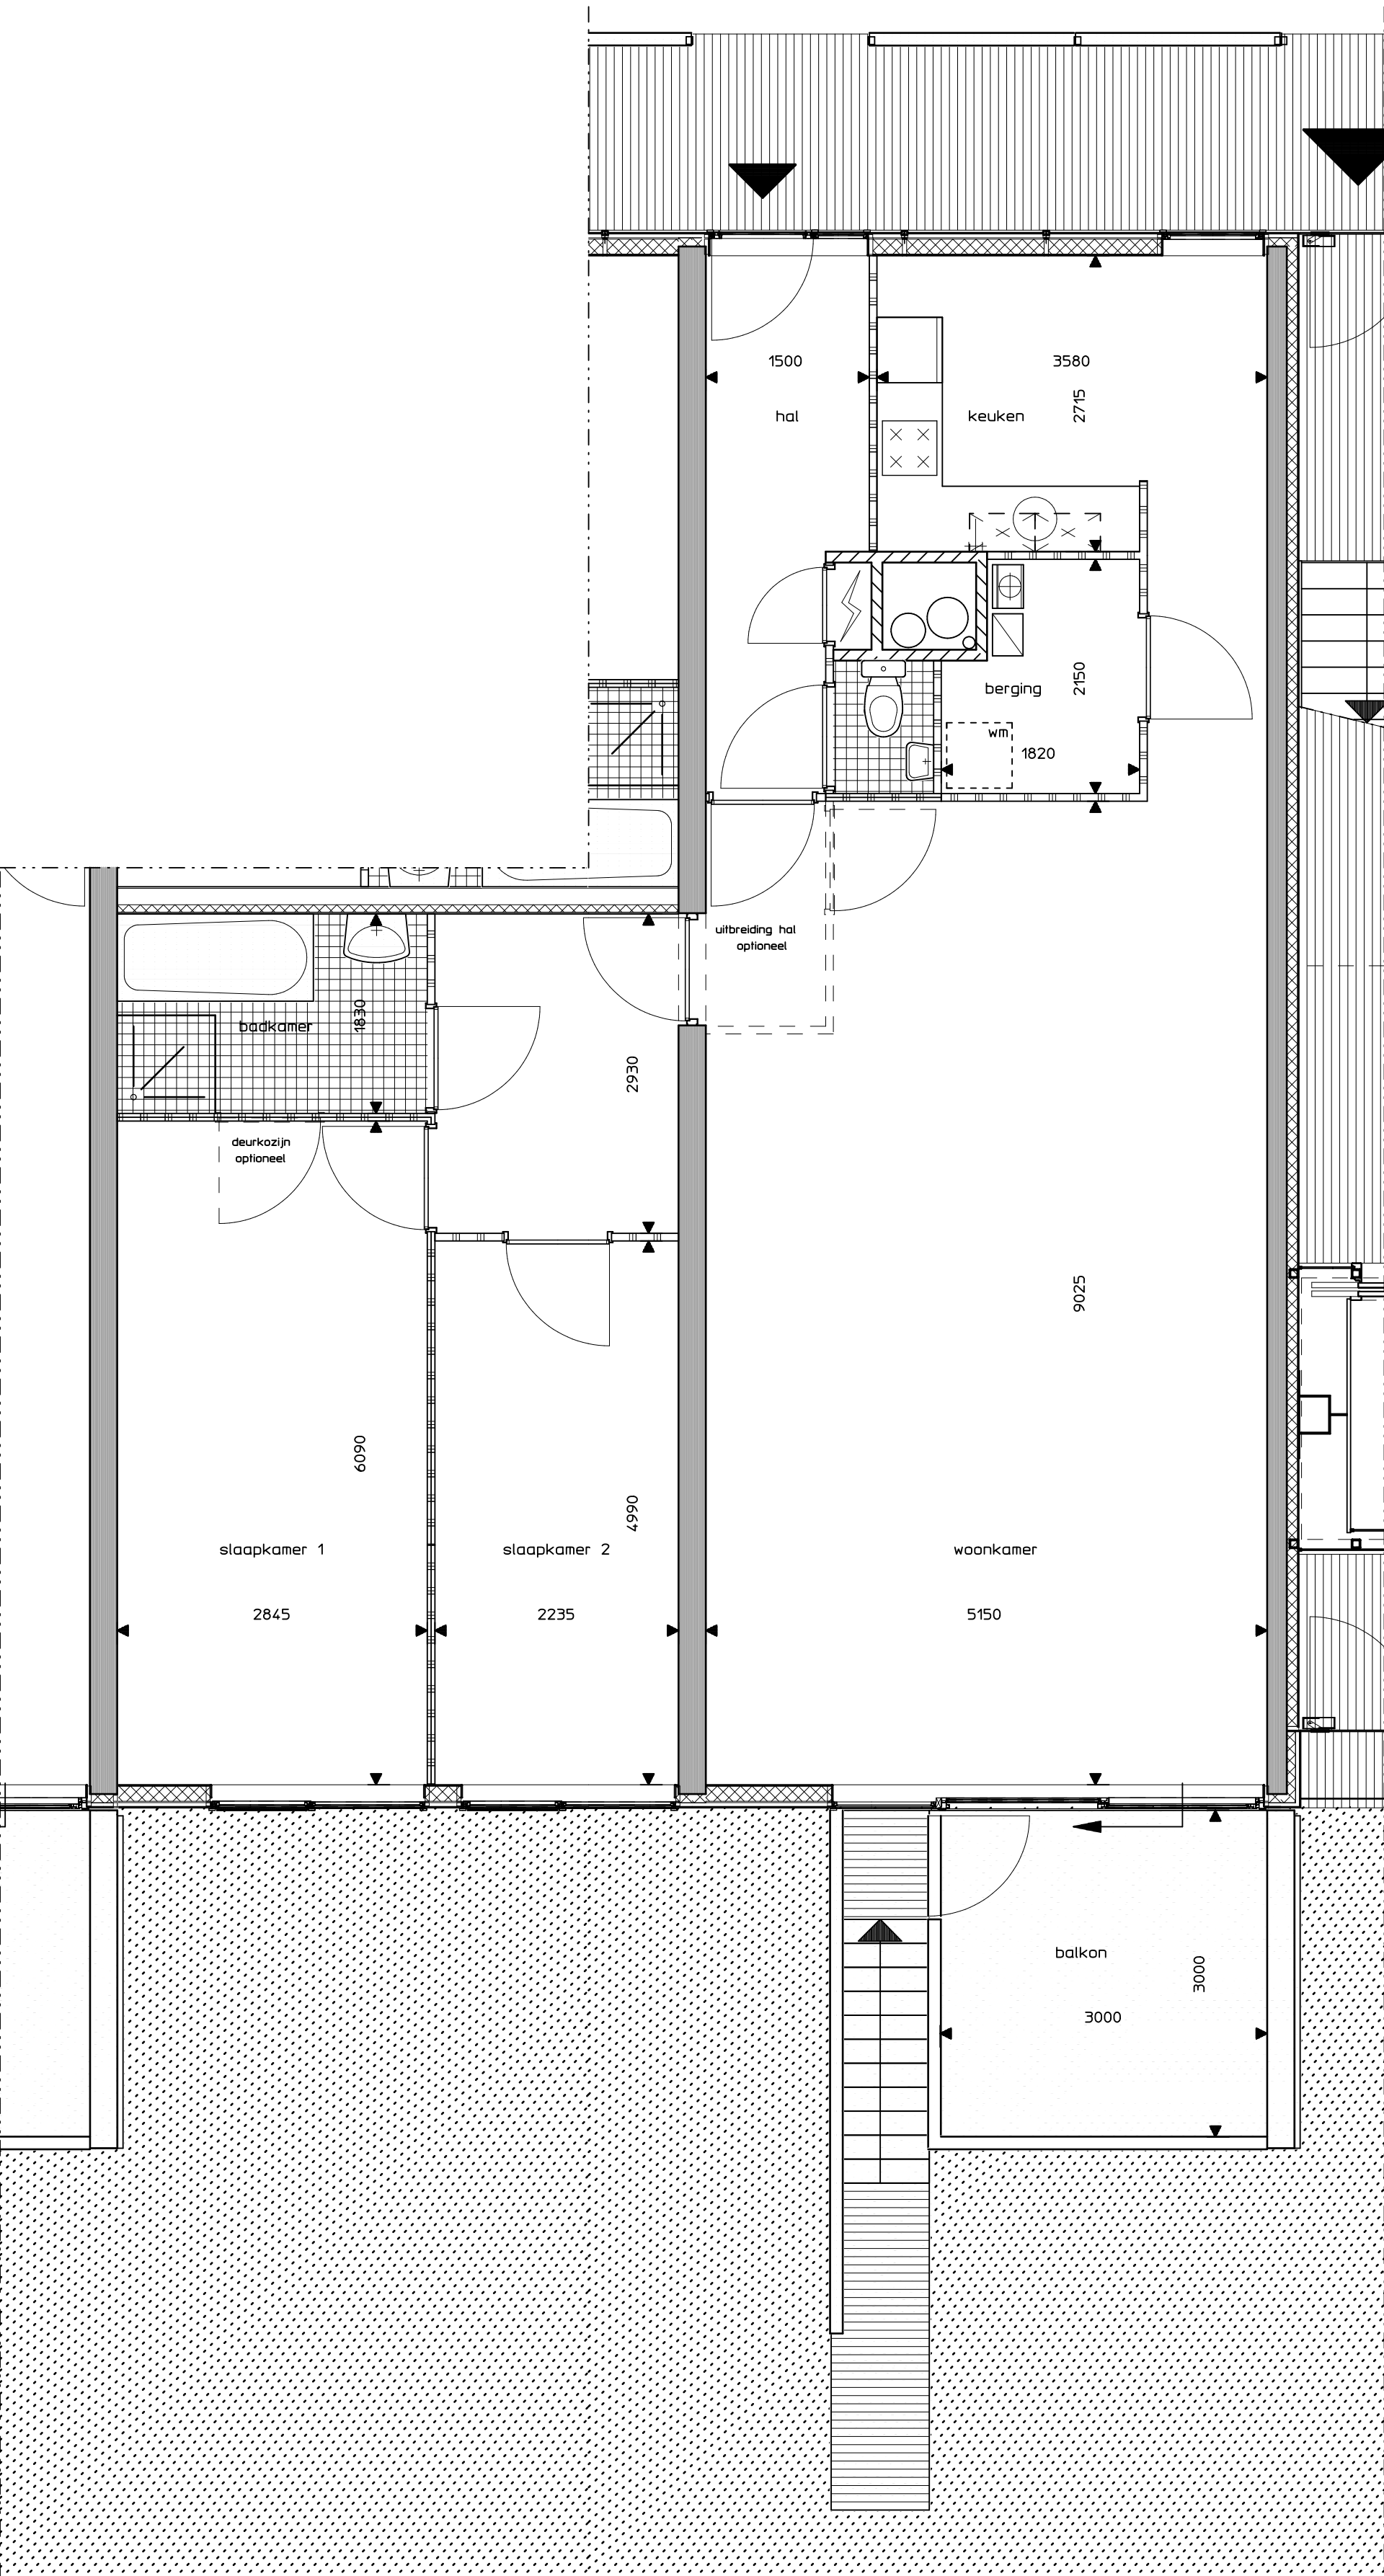 1500
3580
hal
keuken
2715
berging
2150
wm
1820
uitbreiding hal
optioneel
badkamer
1830
2930
deurkozijn
optioneel
9025
6090
4990
slaapkamer 1
slaapkamer 2
woonkamer
2845
2235
5150
balkon
3000
3000